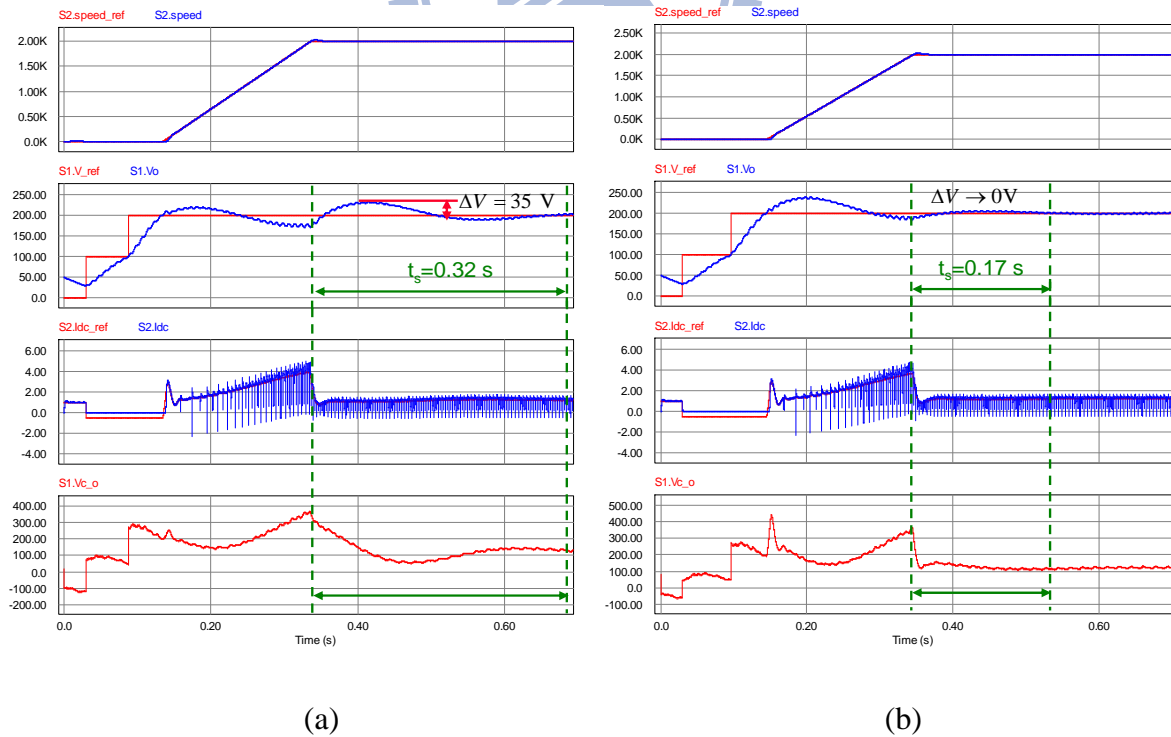 S2.speed_ref S2.speed
2.00K
1.50K
1.00K
0.50K
0.0K
S1.V_ref S1.Vo
250.00
200.00
150.00
100.00
50.00
0.0
ΔV = 35 V
t_s=0.32 s
S2.Idc_ref S2.Idc
6.00
4.00
2.00
0.0
-2.00
-4.00
S1.Vc_o
400.00
300.00
200.00
100.00
0.0
-100.00
-200.00
0.0 0.20 0.40 0.60
Time (s)
(a)
S2.speed_ref S2.speed
2.50K
2.00K
1.50K
1.00K
0.50K
0.0K
S1.V_ref S1.Vo
250.00
200.00
150.00
100.00
50.00
0.0
ΔV → 0V
t_s=0.17 s
S2.Idc_ref S2.Idc
6.00
4.00
2.00
0.0
-2.00
-4.00
S1.Vc_o
500.00
400.00
300.00
200.00
100.00
0.0
-100.00
0.0 0.20 0.40 0.60
Time (s)
(b)